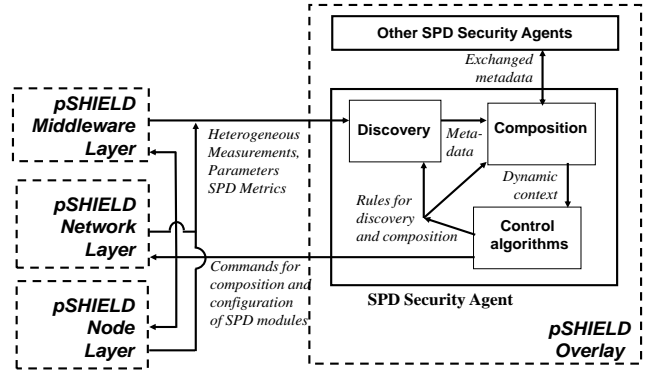 Other SPD Security Agents
Exchanged
metadata
pSHIELD
Middleware
Layer
Discovery
Meta-
data
Composition
Heterogeneous
Measurements,
Parameters
SPD Metrics
Dynamic
context
Rules for
discovery
and composition
Control
algorithms
pSHIELD
Network
Layer
Commands for
composition and
configuration
of SPD modules
SPD Security Agent
pSHIELD
Node
Layer
pSHIELD
Overlay